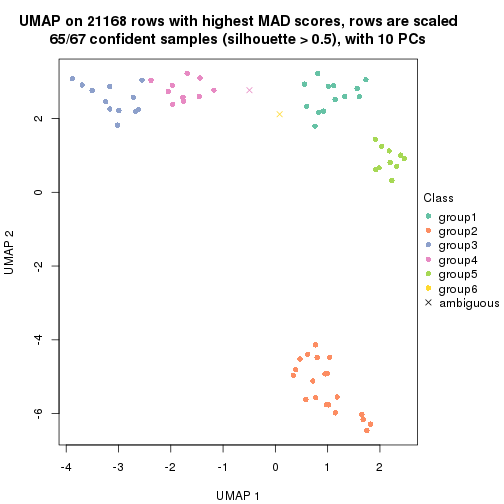 UMAP on 21168 rows with highest MAD scores, rows are scaled
65/67 confident samples (silhouette > 0.5), with 10 PCs
2
0
-2
-4
-6
UMAP 2
-4 -3 -2 -1 0 1 2
UMAP 1
Class
group1
group2
group3
group4
group5
group6
ambiguous